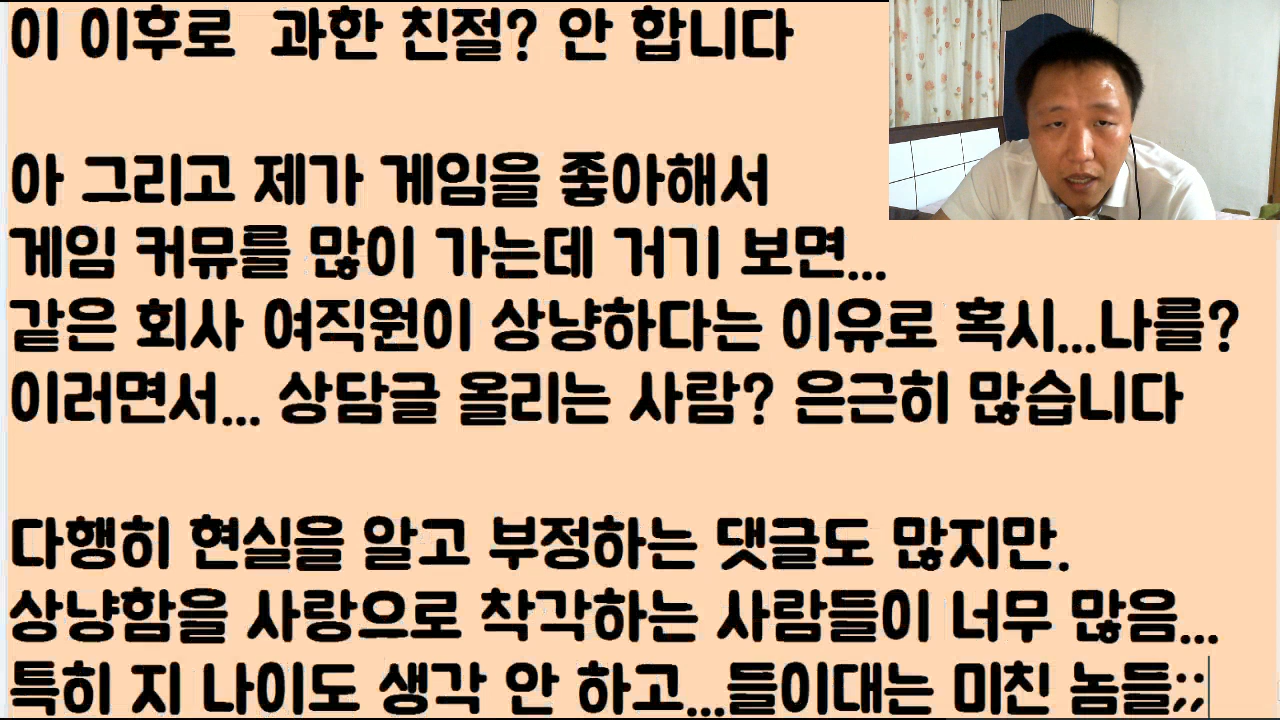 이 이후로 과한 친절? 안 합니다
아 그리고 제가 게임을 좋아해서
게임 커뮤를 많이 가는데 거기 보면...
같은 회사 여직원이 상냥하다는 이유로 혹시...나를?
이러면서... 상담글 올리는 사람? 은근히 많습니다
다행히 현실을 알고 부정하는 댓글도 많지만.
상냥함을 사랑으로 착각하는 사람들이 너무 많음...
특히 지 나이도 생각 안 하고...들이대는 미친 놈들;;